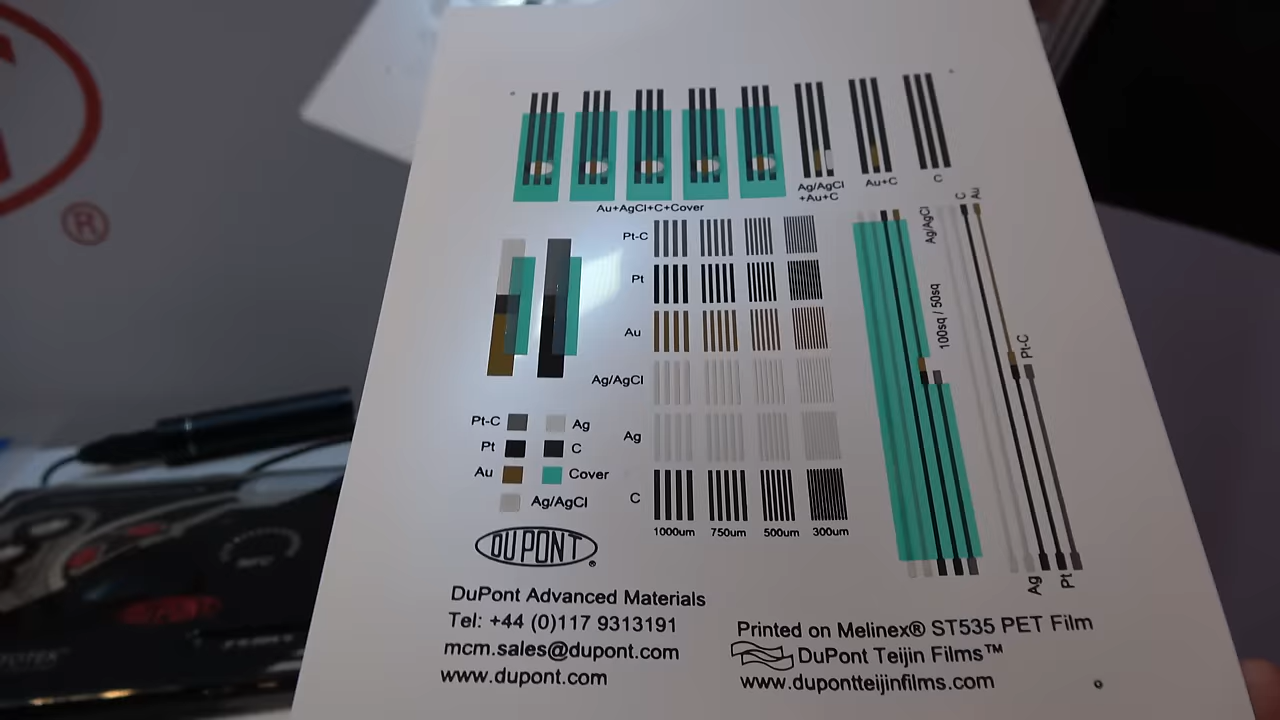 Ag/AgCl
+Au+C
Au+C
C
Au+AgCl+C+Cover
Pt-C
Pt
Au
Ag/AgCl
Ag
C
1000um 750um 500um 300um
Ag/AgCl
C
Au
100sq / 50sq
Pt-C
Ag
Pt
Pt-C
Ag
Pt
C
Au
Cover
Ag/AgCl
DUPONT®
DuPont Advanced Materials
Tel: +44 (0)117 9313191
mcm.sales@dupont.com
www.dupont.com
Printed on Melinex® ST535 PET Film
DuPont Teijin Films™
www.dupontteijinfilms.com
®